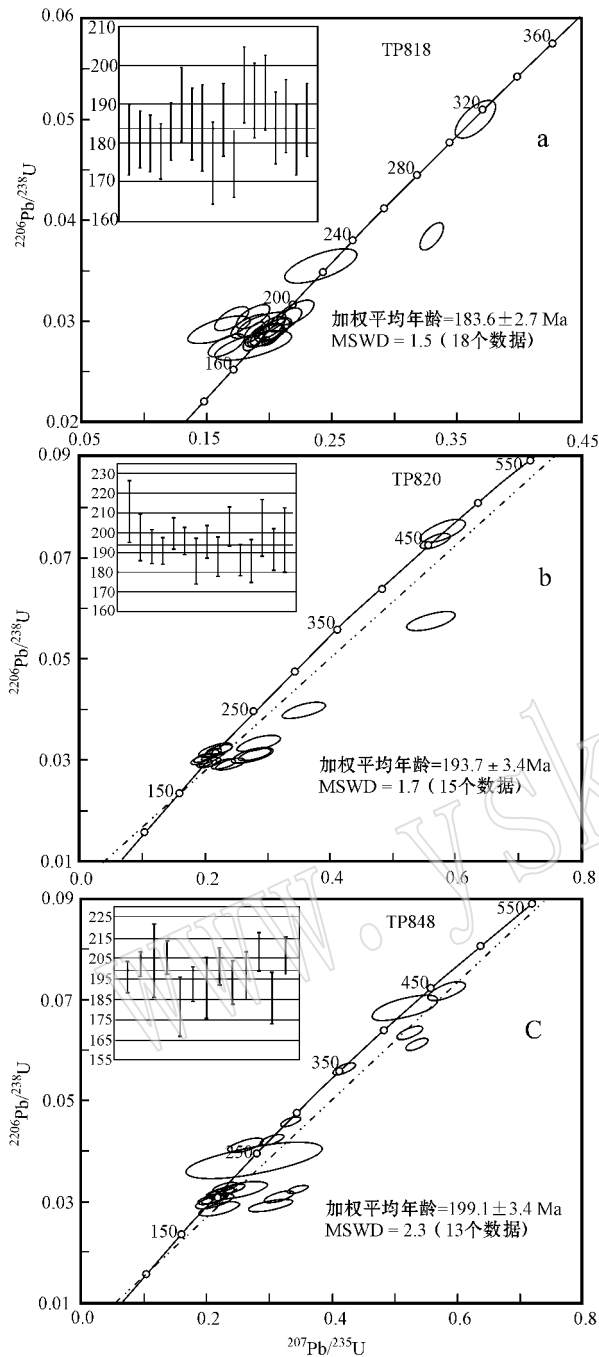 0.06
0.05
0.04
0.03
0.02
2206Pb/238U
210
200
190
180
170
160
TP818
a
360
320
280
240
200
160
加权平均年龄=183.6±2.7 Ma
MSWD = 1.5（18个数据）
0.05 0.15 0.25 0.35 0.45
0.09
0.07
0.05
0.03
0.01
2206Pb/238U
230
220
210
200
190
180
170
160
TP820
b
550
450
350
250
150
加权平均年龄=193.7 ± 3.4Ma
MSWD = 1.7（15个数据）
0.2 0.4 0.6 0.8
0.09
0.07
0.05
0.03
0.01
2206Pb/238U
225
215
205
195
185
175
165
155
TP848
C
550
450
350
250
150
加权平均年龄=199.1±3.4 Ma
MSWD = 2.3（13个数据）
0.0 0.2 0.4 0.6 0.8
207Pb/235U
www.ysk